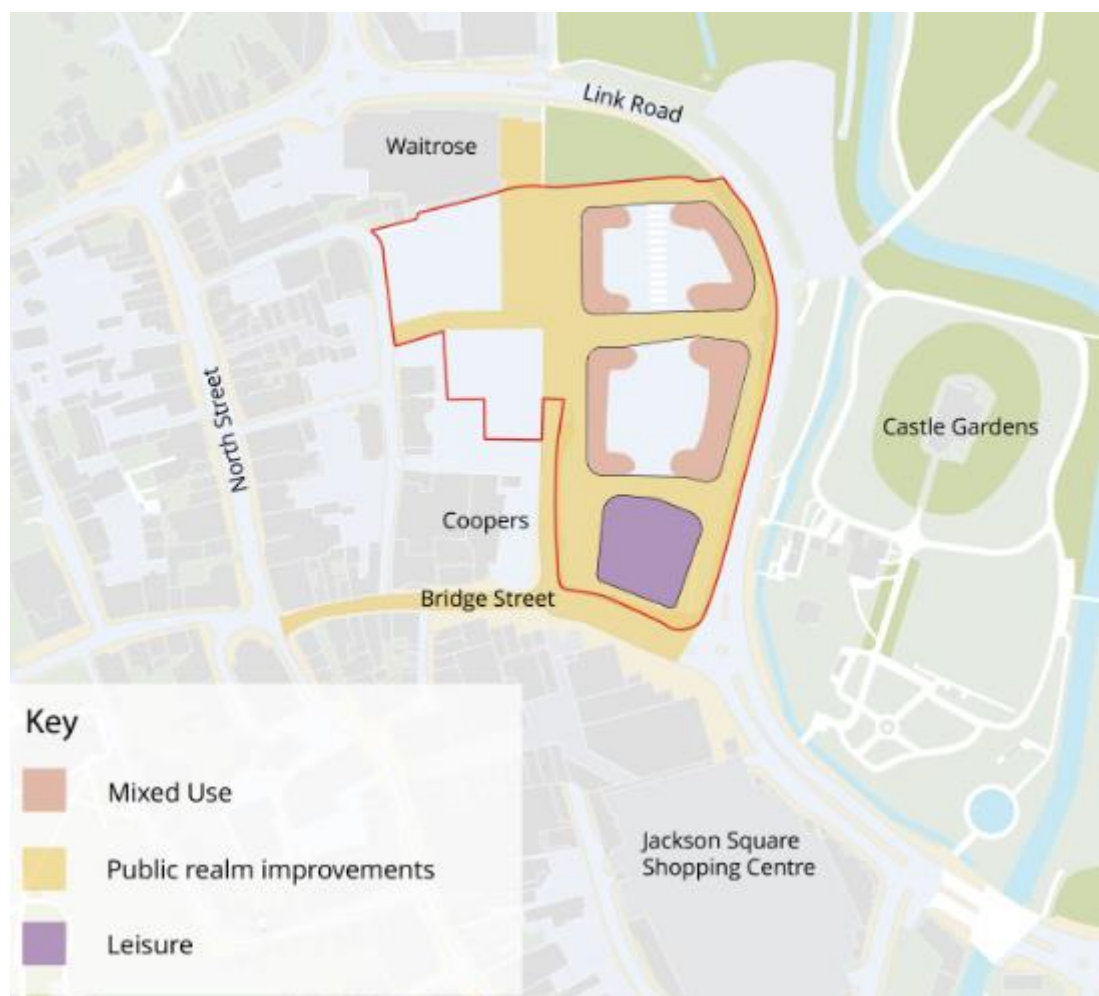 Link Road
Waitrose
North Street
Castle Gardens
Coopers
Bridge Street
Key
Mixed Use
Public realm improvements
Leisure
Jackson Square
Shopping Centre